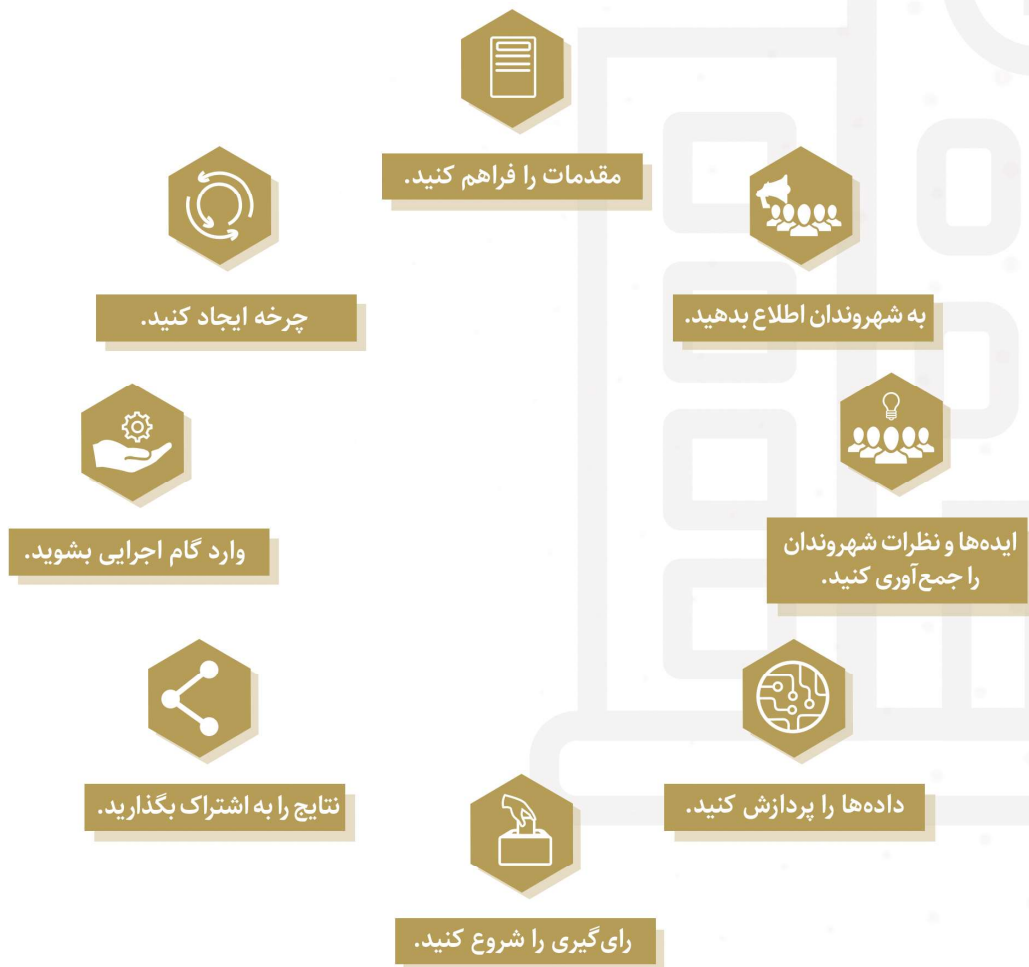 مقدمات را فراهم کنید.
به شهروندان اطلاع بدهید.
ایده‌ها و نظرات شهروندان
را جمع‌آوری کنید.
داده‌ها را پردازش کنید.
رای‌گیری را شروع کنید.
نتایج را به اشتراک بگذارید.
وارد گام اجرایی بشوید.
چرخه ایجاد کنید.